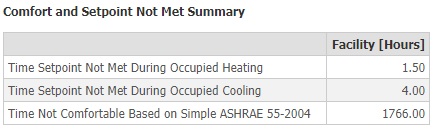 Comfort and Setpoint Not Met Summary
Facility [Hours]
Time Setpoint Not Met During Occupied Heating 1.50
Time Setpoint Not Met During Occupied Cooling 4.00
Time Not Comfortable Based on Simple ASHRAE 55-2004 1766.00